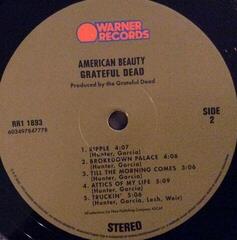 WARNER
RECORDS
AMERICAN BEAUTY
GRATEFUL DEAD
Produced by the Grateful Dead
RR1 1893
603497847778
SIDE
2
1. RIPPLE 4:07
(Hunter, Garcia)
2. BROKEDOWN PALACE 4:06
(Hunter, Garcia)
3. TILL THE MORNING COMES 3:06
(Hunter, Garcia)
4. ATTICS OF MY LIFE 5:09
(Hunter, Garcia)
5. TRUCKIN' 5:06
(Hunter, Garcia, Lesh, Weir)
STEREO